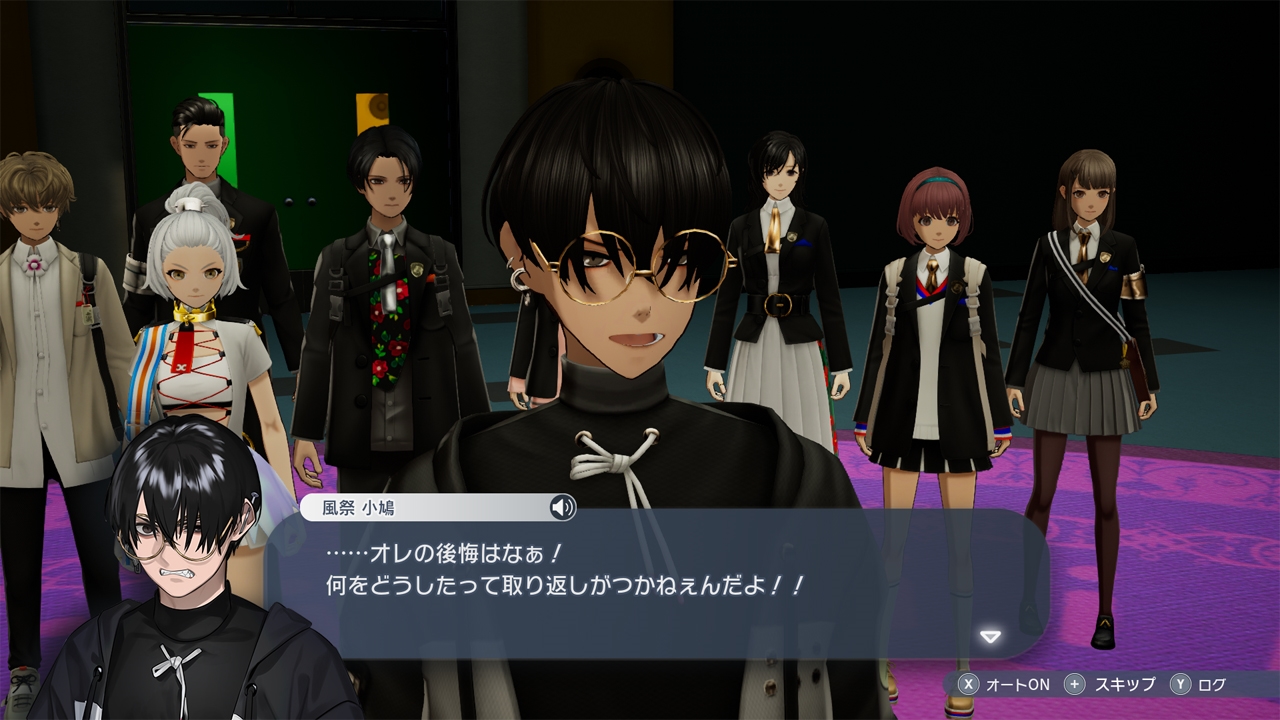 風祭 小鳩
……オレの後悔はなぁ！
何をどうしたって取り返しがつかねぇんだよ！！
X オートON + スキップ Y ログ